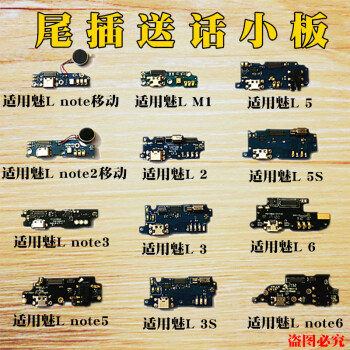 尾插送话小板
适用魅L note移动
适用魅L M1
适用魅L 5
适用魅L note2移动
适用魅L 2
适用魅L 5S
适用魅L note3
适用魅L 3
适用魅L 6
适用魅L note5
适用魅L 3S
适用魅L note6
盗图必究